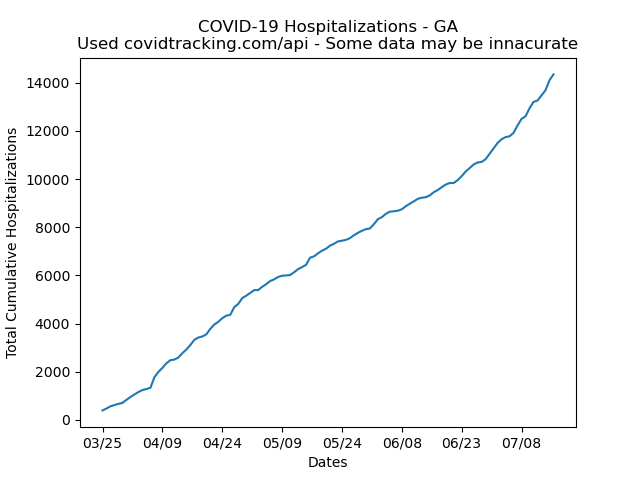 COVID-19 Hospitalizations - GA
Used covidtracking.com/api - Some data may be innacurate
Total Cumulative Hospitalizations
14000
12000
10000
8000
6000
4000
2000
0
03/25 04/09 04/24 05/09 05/24 06/08 06/23 07/08
Dates